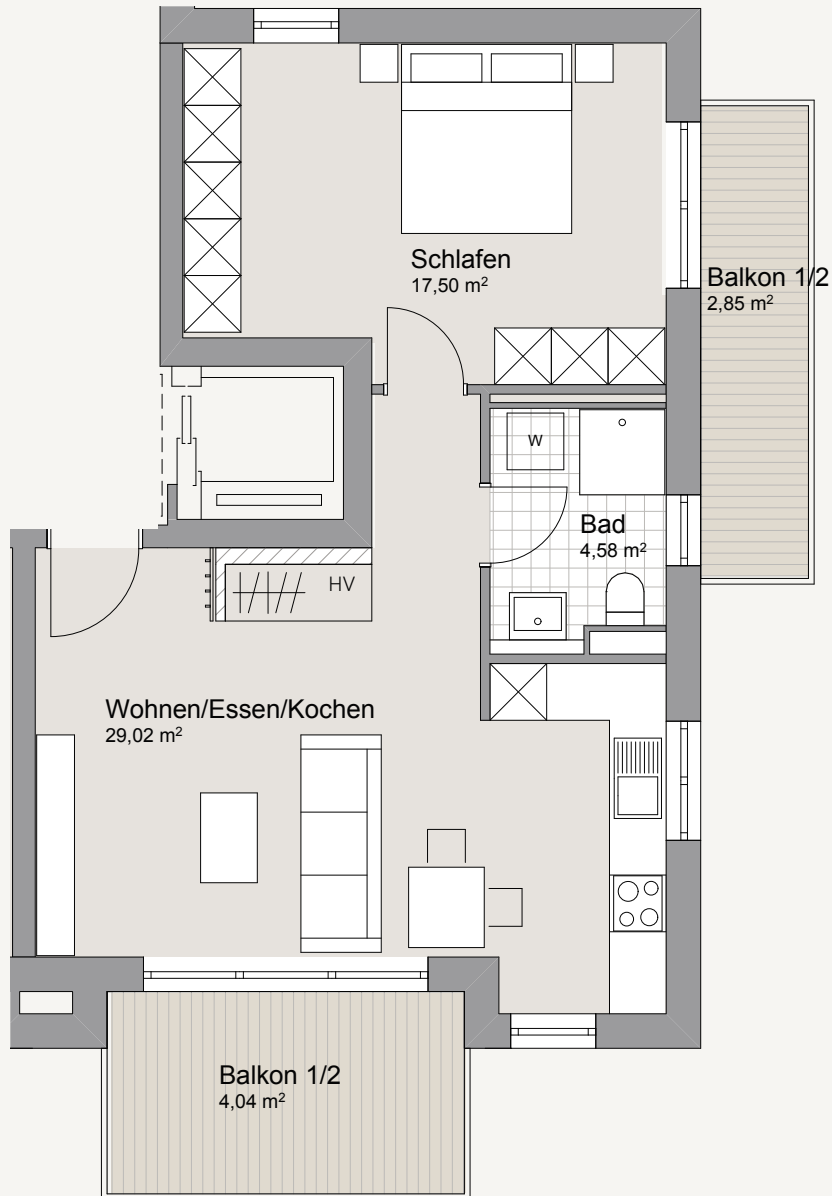 Schlafen
17,50 m²
Balkon 1/2
2,85 m²
W
Bad
4,58 m²
HV
Wohnen/Essen/Kochen
29,02 m²
Balkon 1/2
4,04 m²